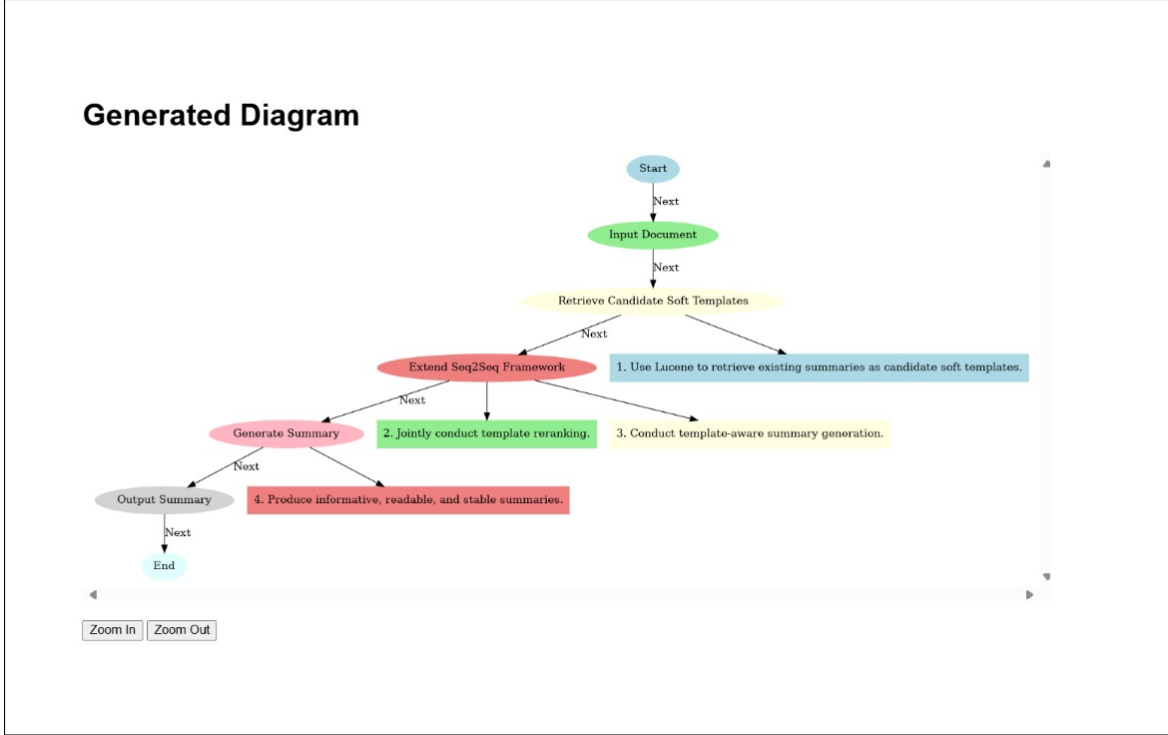 Generated Diagram
Start
Next
Input Document
Next
Retrieve Candidate Soft Templates
Next
Extend Seq2Seq Framework
1. Use Lucene to retrieve existing summaries as candidate soft templates.
Next
Generate Summary
2. Jointly conduct template reranking.
3. Conduct template-aware summary generation.
Next
Output Summary
4. Produce informative, readable, and stable summaries.
Next
End
Zoom In
Zoom Out